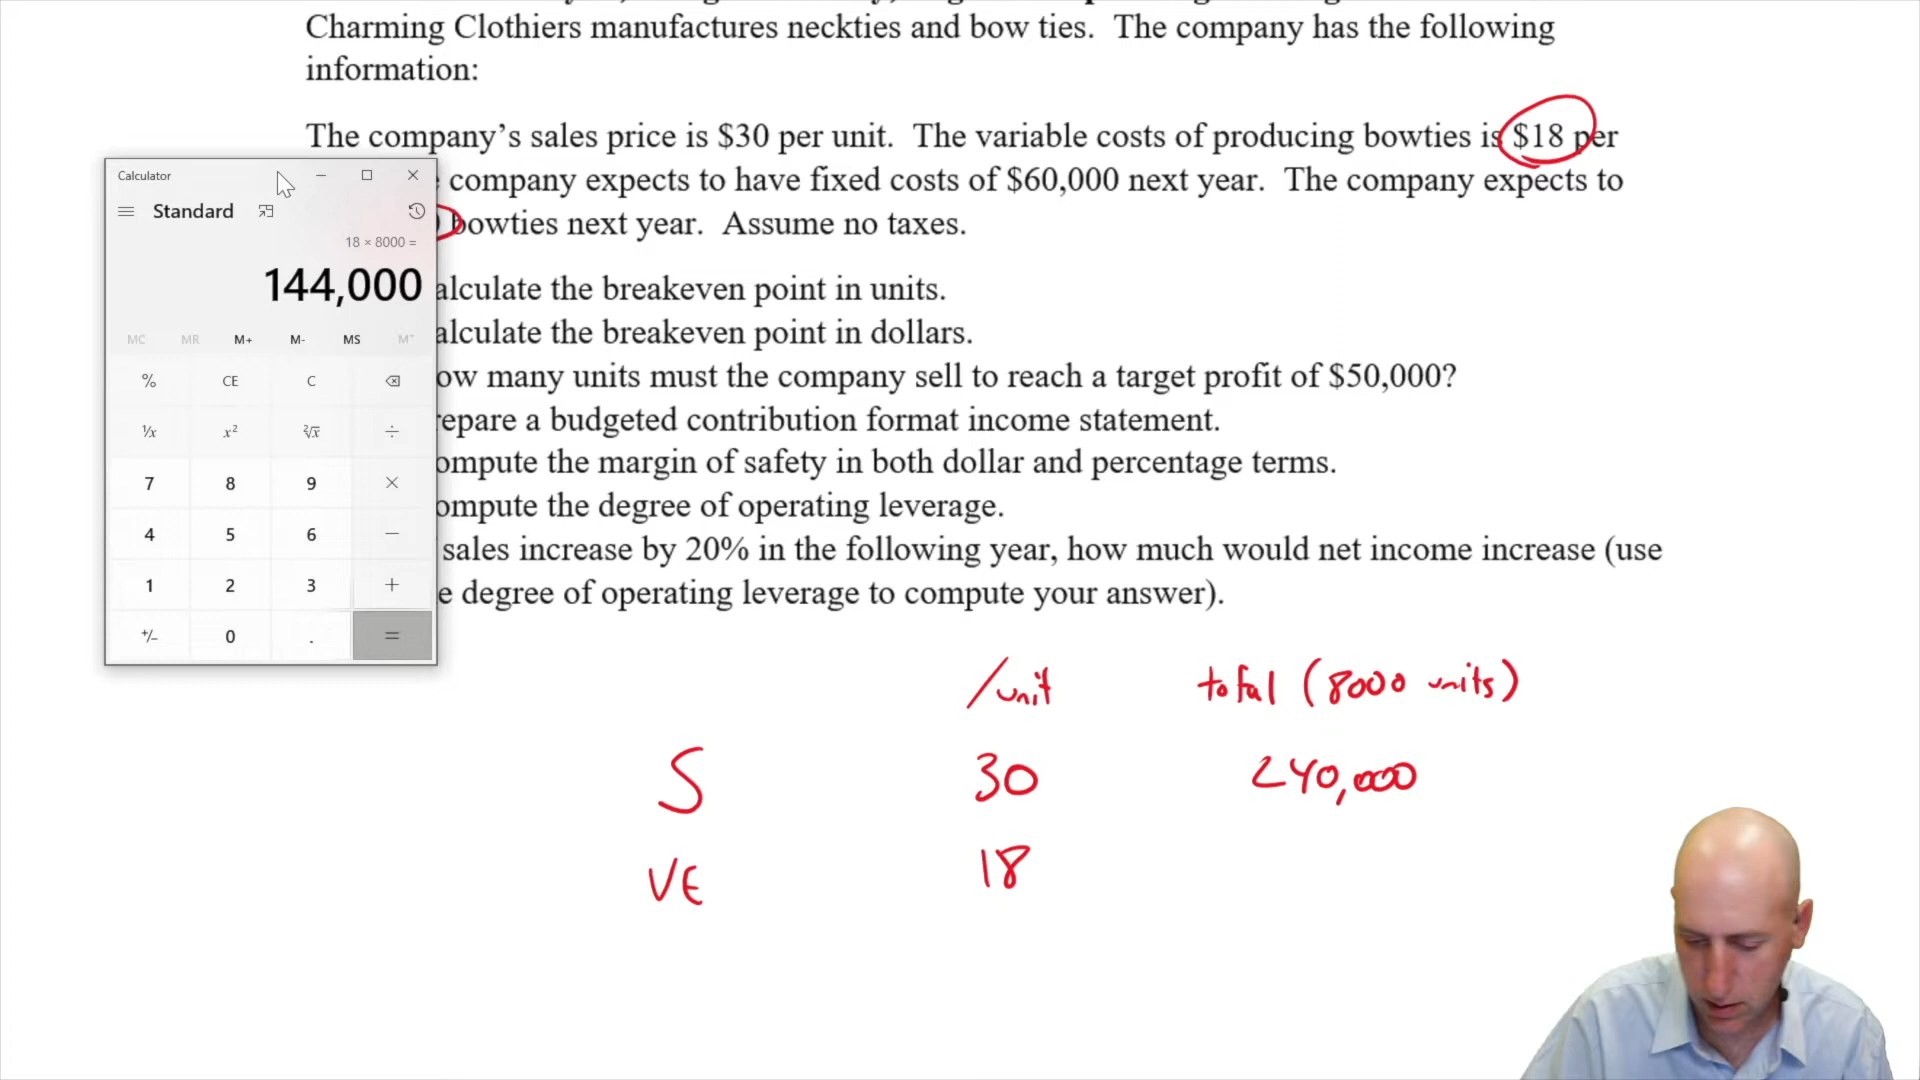 Charming Clothiers manufactures neckties and bow ties. The company has the following
information:
The company's sales price is $30 per unit. The variable costs of producing bowties is $18 per
company expects to have fixed costs of $60,000 next year. The company expects to
bowties next year. Assume no taxes.
alculate the breakeven point in units.
alculate the breakeven point in dollars.
ow many units must the company sell to reach a target profit of $50,000?
repare a budgeted contribution format income statement.
ompute the margin of safety in both dollar and percentage terms.
ompute the degree of operating leverage.
sales increase by 20% in the following year, how much would net income increase (use
e degree of operating leverage to compute your answer).
Calculator
Standard
18 × 8000 =
144,000
MC MR M+ M- MS M˅
% CE C
¹/x x² ²√x ÷
7 8 9 ×
4 5 6 −
1 2 3 +
+/− 0 . =
/unit total (8000 units)
S 30 240,000
VE 18